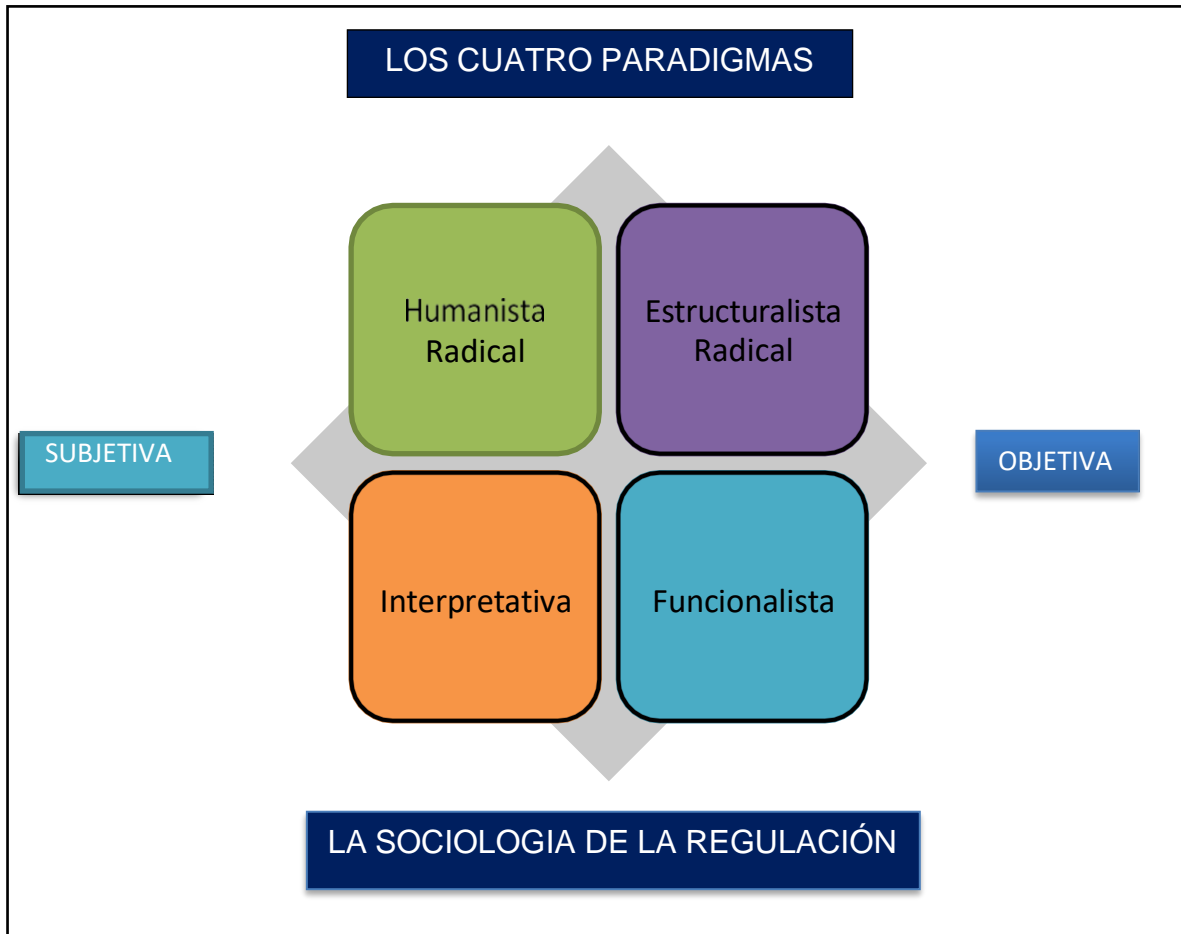 LOS CUATRO PARADIGMAS
Humanista
Radical
Estructuralista
Radical
SUBJETIVA
OBJETIVA
Interpretativa
Funcionalista
LA SOCIOLOGIA DE LA REGULACIÓN